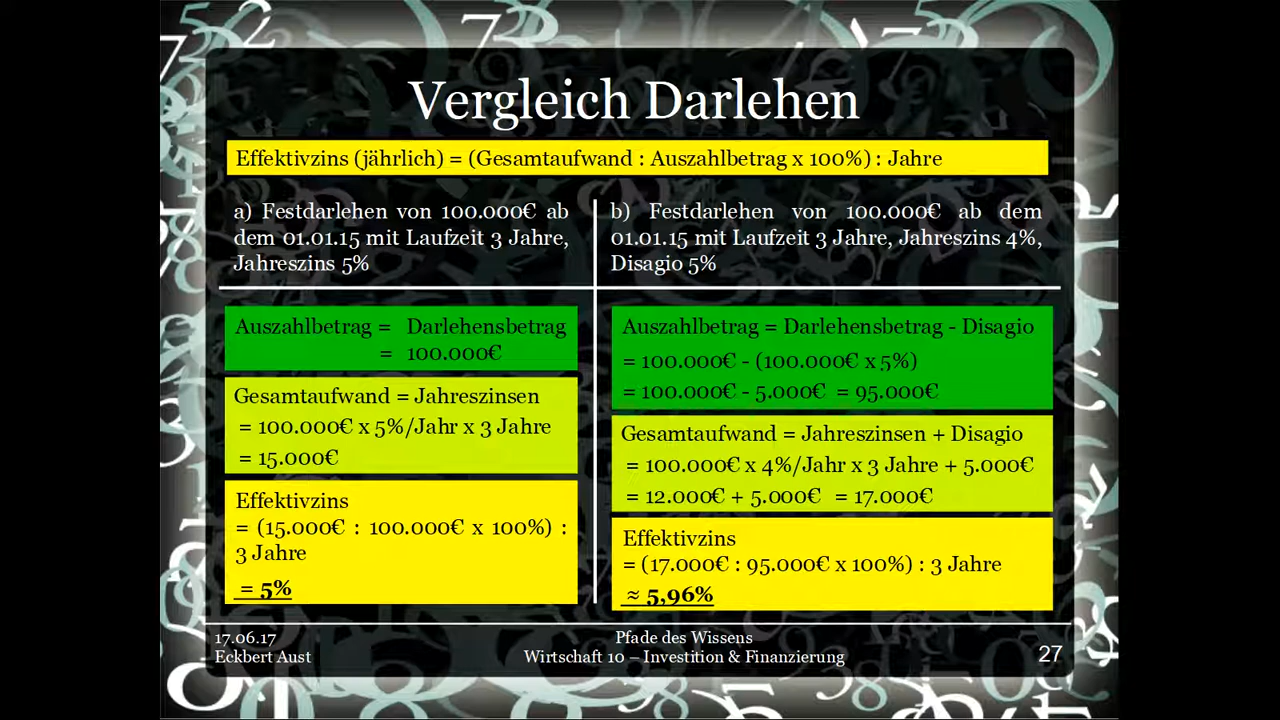 Vergleich Darlehen
Effektivzins (jährlich) = (Gesamtaufwand : Auszahlbetrag x 100%) : Jahre
a) Festdarlehen von 100.000€ ab
dem 01.01.15 mit Laufzeit 3 Jahre,
Jahreszins 5%
Auszahlbetrag = Darlehensbetrag
= 100.000€
Gesamtaufwand = Jahreszinsen
= 100.000€ x 5%/Jahr x 3 Jahre
= 15.000€
Effektivzins
= (15.000€ : 100.000€ x 100%) :
3 Jahre
= 5%
b) Festdarlehen von 100.000€ ab dem
01.01.15 mit Laufzeit 3 Jahre, Jahreszins 4%,
Disagio 5%
Auszahlbetrag = Darlehensbetrag - Disagio
= 100.000€ - (100.000€ x 5%)
= 100.000€ - 5.000€ = 95.000€
Gesamtaufwand = Jahreszinsen + Disagio
= 100.000€ x 4%/Jahr x 3 Jahre + 5.000€
= 12.000€ + 5.000€ = 17.000€
Effektivzins
= (17.000€ : 95.000€ x 100%) : 3 Jahre
≈ 5,96%
17.06.17
Eckbert Aust
Pfade des Wissens
Wirtschaft 10 – Investition & Finanzierung
27